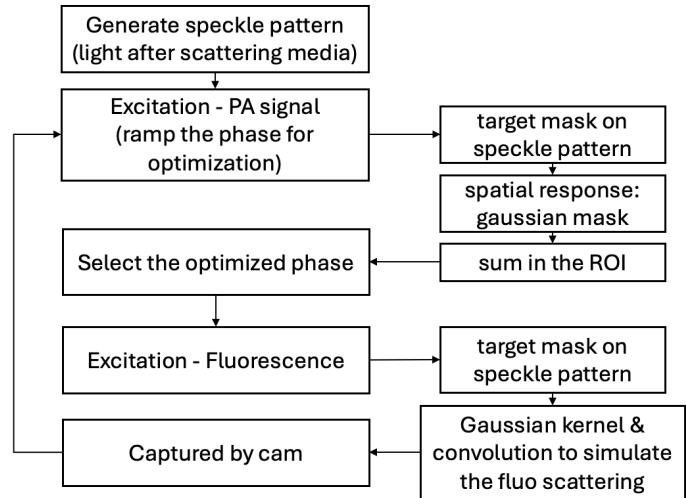 Generate speckle pattern
(light after scattering media)
Excitation - PA signal
(ramp the phase for
optimization)
target mask on
speckle pattern
spatial response:
gaussian mask
sum in the ROI
Select the optimized phase
Excitation - Fluorescence
target mask on
speckle pattern
Gaussian kernel &
convolution to simulate
the fluo scattering
Captured by cam